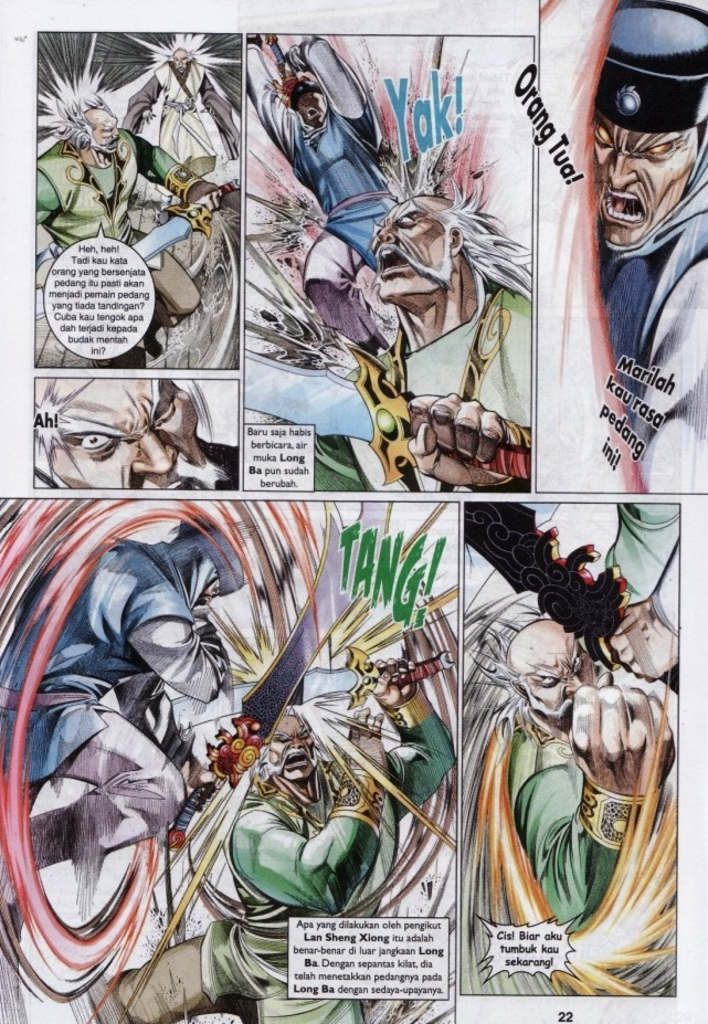 Heh, heh!
Tadi kau kata
orang yang bersenjata
pedang itu pasti akan
menjadi pemain pedang
yang tiada tandingan?
Cuba kau tengok apa
dah terjadi kepada
budak mentah
ini?
Ah!
Yak!
Baru saja habis
berbicara, air
muka Long
Ba pun sudah
berubah.
Orang Tua!
Marilah
kau rasa
pedang
ini!
TANG!
Apa yang dilakukan oleh pengikut
Lan Sheng Xiong itu adalah
benar-benar di luar jangkaan Long
Ba. Dengan sepantas kilat, dia
telah menetakkan pedangnya pada
Long Ba dengan sedaya-upayanya.
Cis! Biar aku
tumbuk kau
sekarang!
22